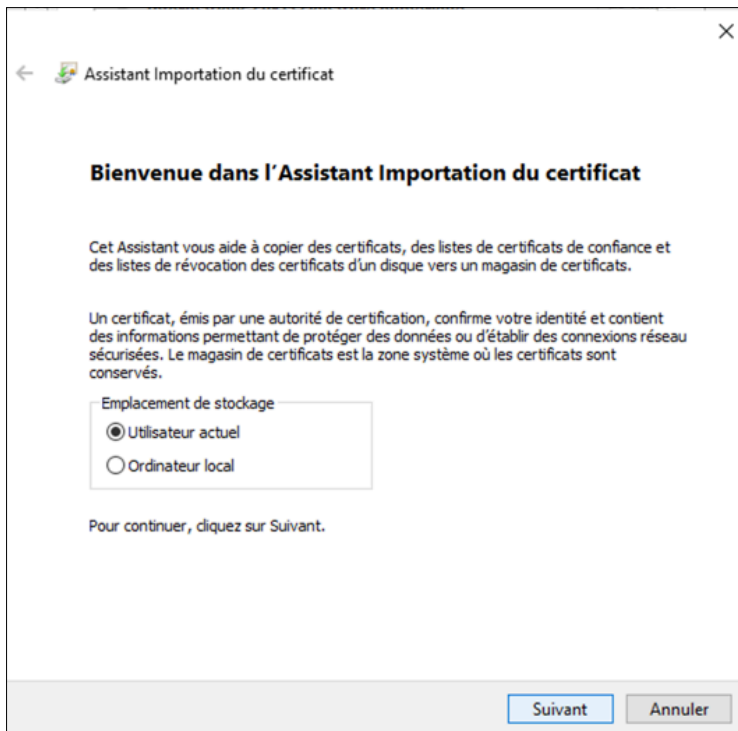 Assistant Importation du certificat
Bienvenue dans l'Assistant Importation du certificat
Cet Assistant vous aide à copier des certificats, des listes de certificats de confiance et
des listes de révocation des certificats d'un disque vers un magasin de certificats.
Un certificat, émis par une autorité de certification, confirme votre identité et contient
des informations permettant de protéger des données ou d'établir des connexions réseau
sécurisées. Le magasin de certificats est la zone système où les certificats sont
conservés.
Emplacement de stockage
Utilisateur actuel
Ordinateur local
Pour continuer, cliquez sur Suivant.
Suivant
Annuler